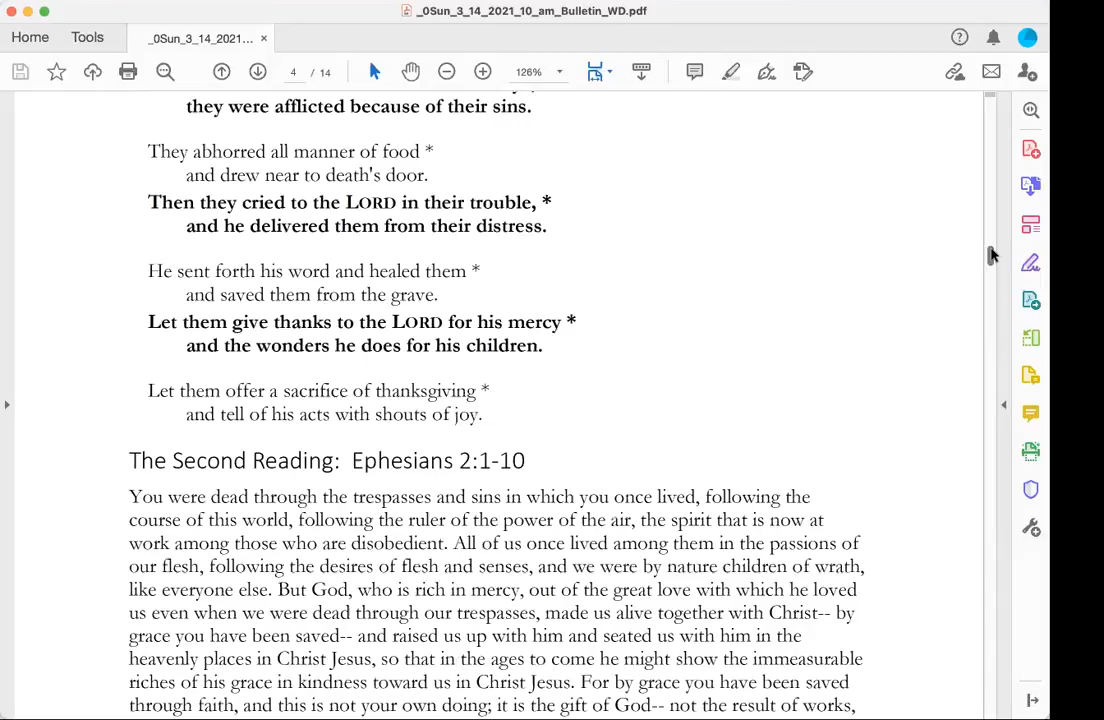 _0Sun_3_14_2021_10_am_Bulletin_WD.pdf
Home Tools _0Sun_3_14_2021... ×
4 / 14 126%
they were afflicted because of their sins.
They abhorred all manner of food *
and drew near to death's door.
Then they cried to the LORD in their trouble, *
and he delivered them from their distress.
He sent forth his word and healed them *
and saved them from the grave.
Let them give thanks to the LORD for his mercy *
and the wonders he does for his children.
Let them offer a sacrifice of thanksgiving *
and tell of his acts with shouts of joy.
The Second Reading: Ephesians 2:1-10
You were dead through the trespasses and sins in which you once lived, following the
course of this world, following the ruler of the power of the air, the spirit that is now at
work among those who are disobedient. All of us once lived among them in the passions of
our flesh, following the desires of flesh and senses, and we were by nature children of wrath,
like everyone else. But God, who is rich in mercy, out of the great love with which he loved
us even when we were dead through our trespasses, made us alive together with Christ-- by
grace you have been saved-- and raised us up with him and seated us with him in the
heavenly places in Christ Jesus, so that in the ages to come he might show the immeasurable
riches of his grace in kindness toward us in Christ Jesus. For by grace you have been saved
through faith, and this is not your own doing; it is the gift of God-- not the result of works,